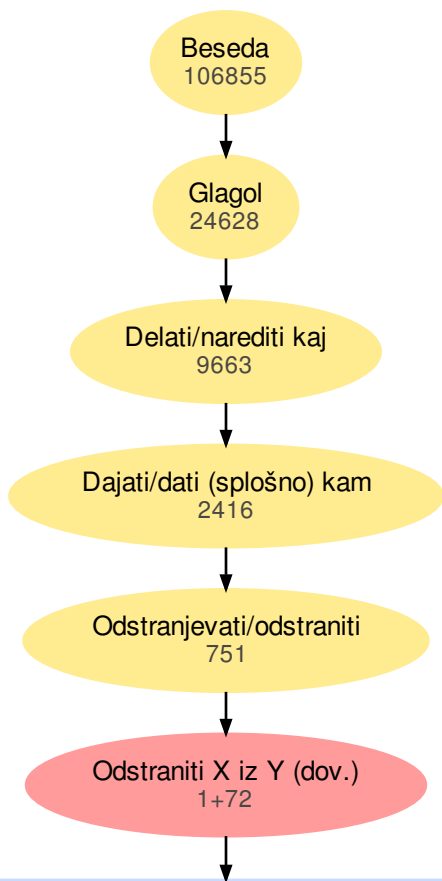 Beseda
106855
Glagol
24628
Delati/narediti kaj
9663
Dajati/dati (splošno) kam
2416
Odstranjevati/odstraniti
751
Odstraniti X iz Y (dov.)
1+72